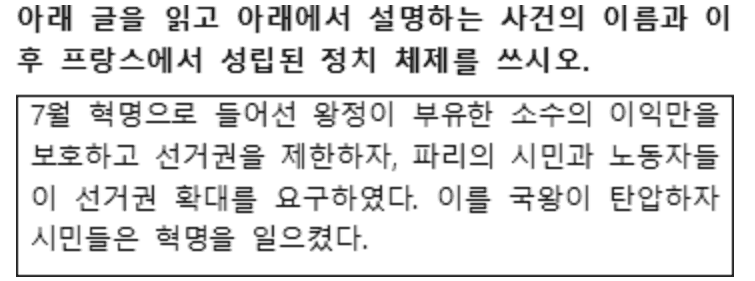 아래 글을 읽고 아래에서 설명하는 사건의 이름과 이
후 프랑스에서 성립된 정치 체제를 쓰시오.
7월 혁명으로 들어선 왕정이 부유한 소수의 이익만을
보호하고 선거권을 제한하자, 파리의 시민과 노동자들
이 선거권 확대를 요구하였다. 이를 국왕이 탄압하자
시민들은 혁명을 일으켰다.